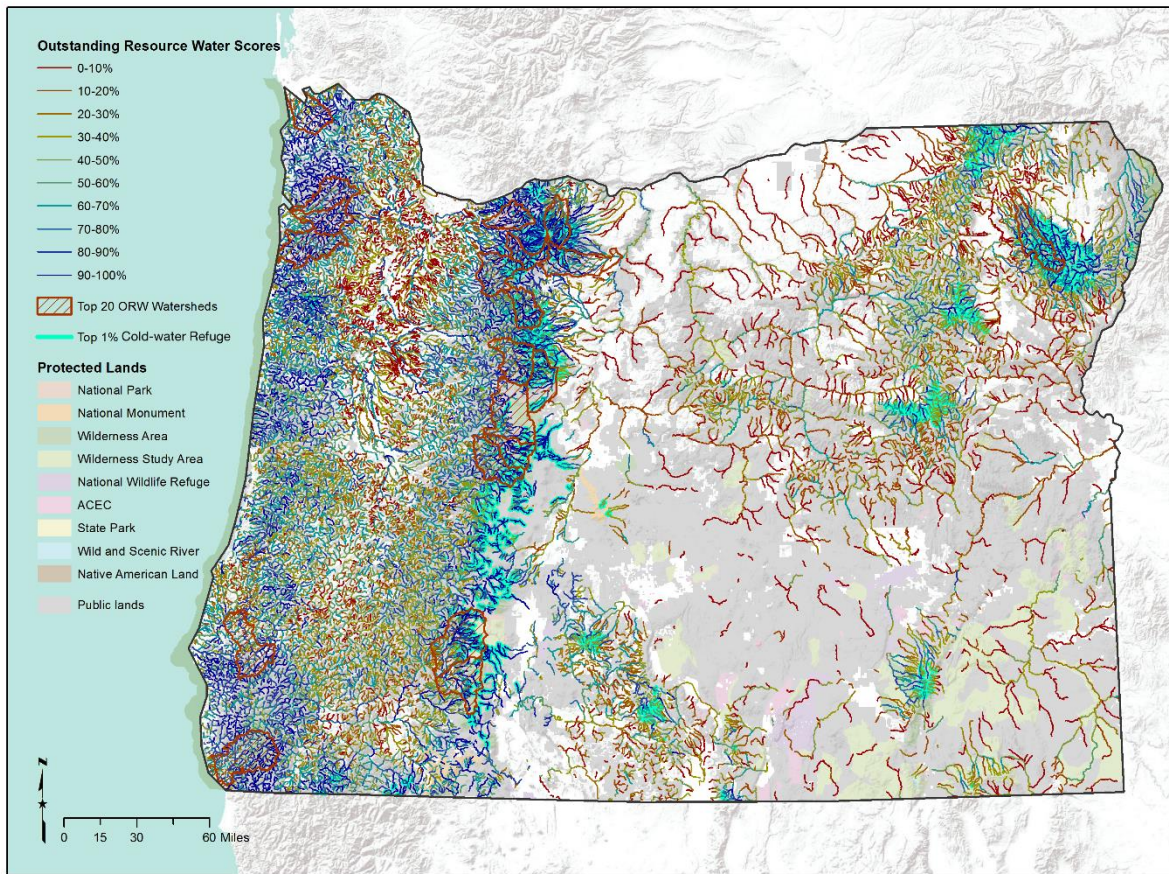 Outstanding Resource Water Scores
0-10%
10-20%
20-30%
30-40%
40-50%
50-60%
60-70%
70-80%
80-90%
90-100%
Top 20 ORW Watersheds
Top 1% Cold-water Refuge
Protected Lands
National Park
National Monument
Wilderness Area
Wilderness Study Area
National Wildlife Refuge
ACEC
State Park
Wild and Scenic River
Native American Land
Public lands
N
0 15 30 60 Miles